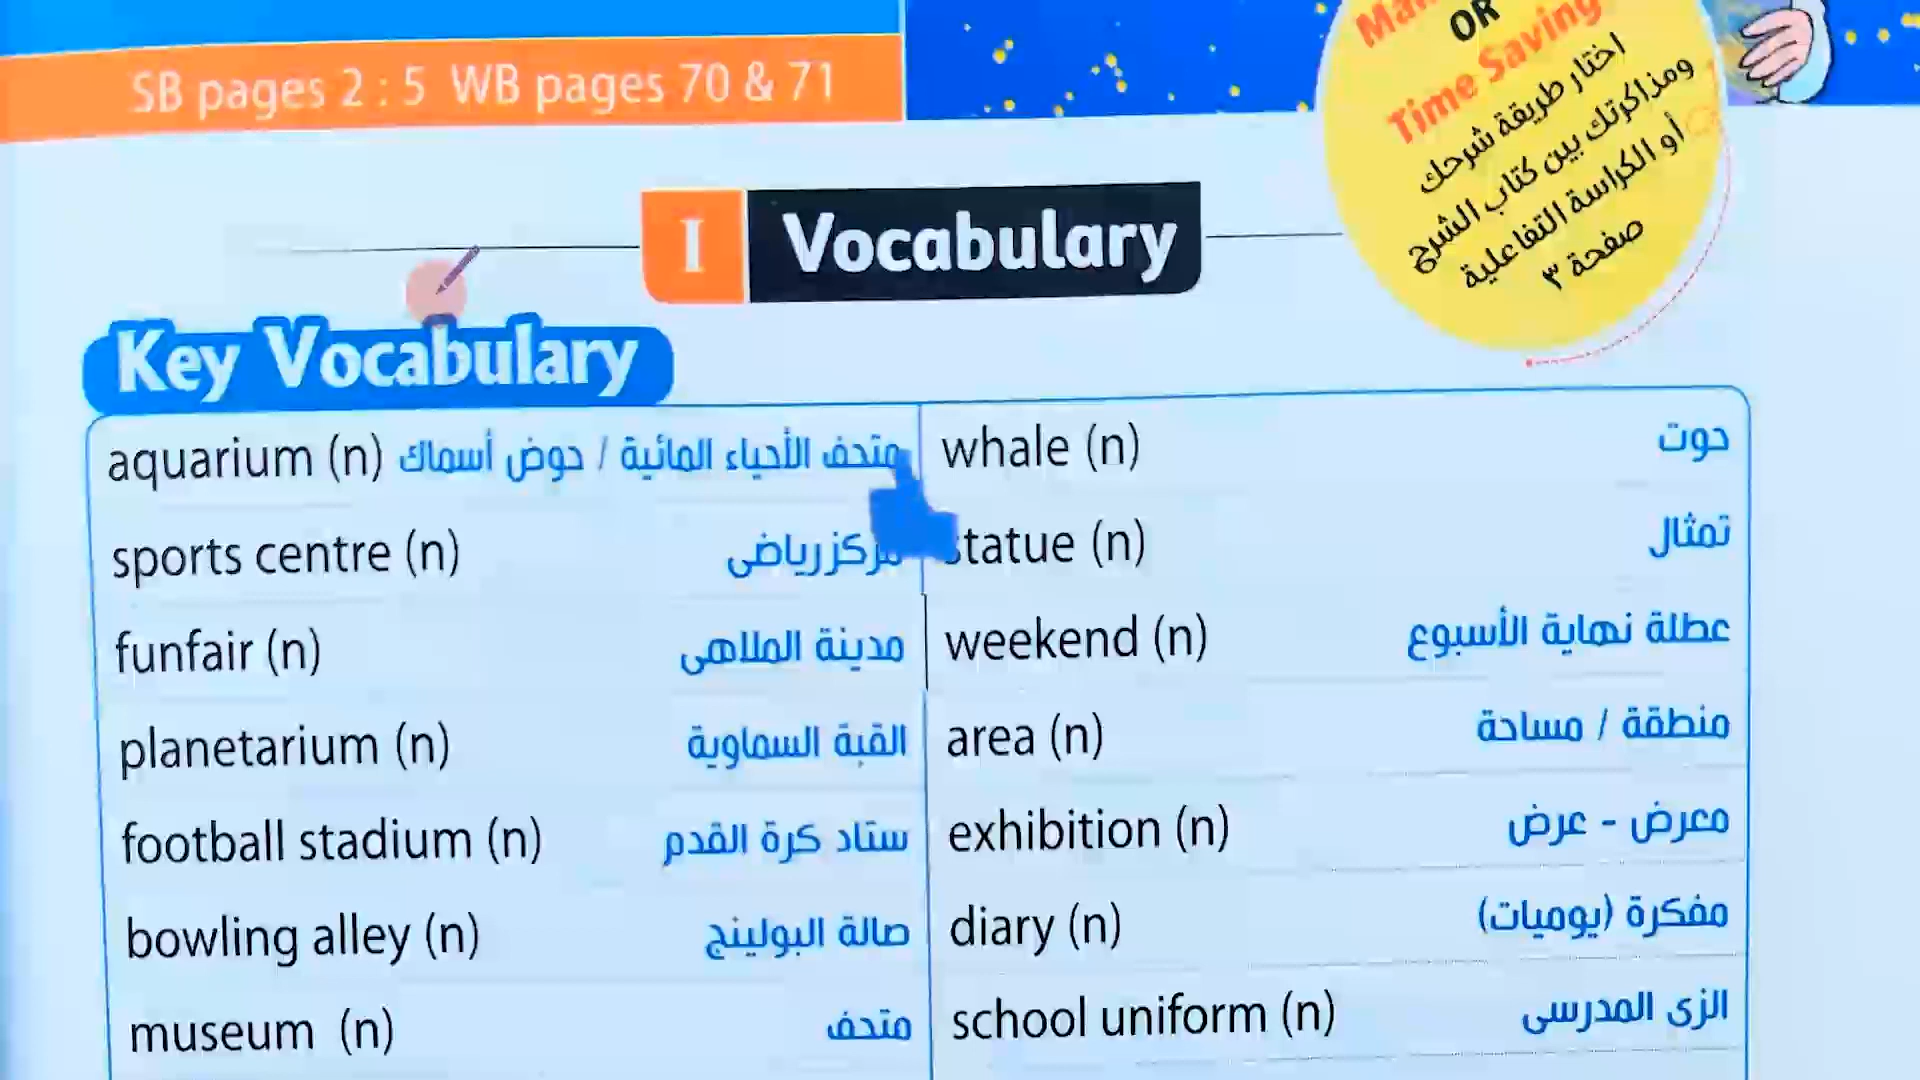 SB pages 2 : 5 WB pages 70 & 71
OR
Time Saving
اختار طريقة شرحك
ومذاكرتك بين كتاب الشرح
أو الكراسة التفاعلية
صفحة ٣
I Vocabulary
Key Vocabulary
aquarium (n) متحف الأحياء المائية / حوض أسماك
whale (n) حوت
sports centre (n) مركز رياضى
statue (n) تمثال
funfair (n) مدينة الملاهى
weekend (n) عطلة نهاية الأسبوع
planetarium (n) القبة السماوية
area (n) منطقة / مساحة
football stadium (n) ستاد كرة القدم
exhibition (n) معرض - عرض
bowling alley (n) صالة البولينج
diary (n) مفكرة (يوميات)
museum (n) متحف
school uniform (n) الزى المدرسى